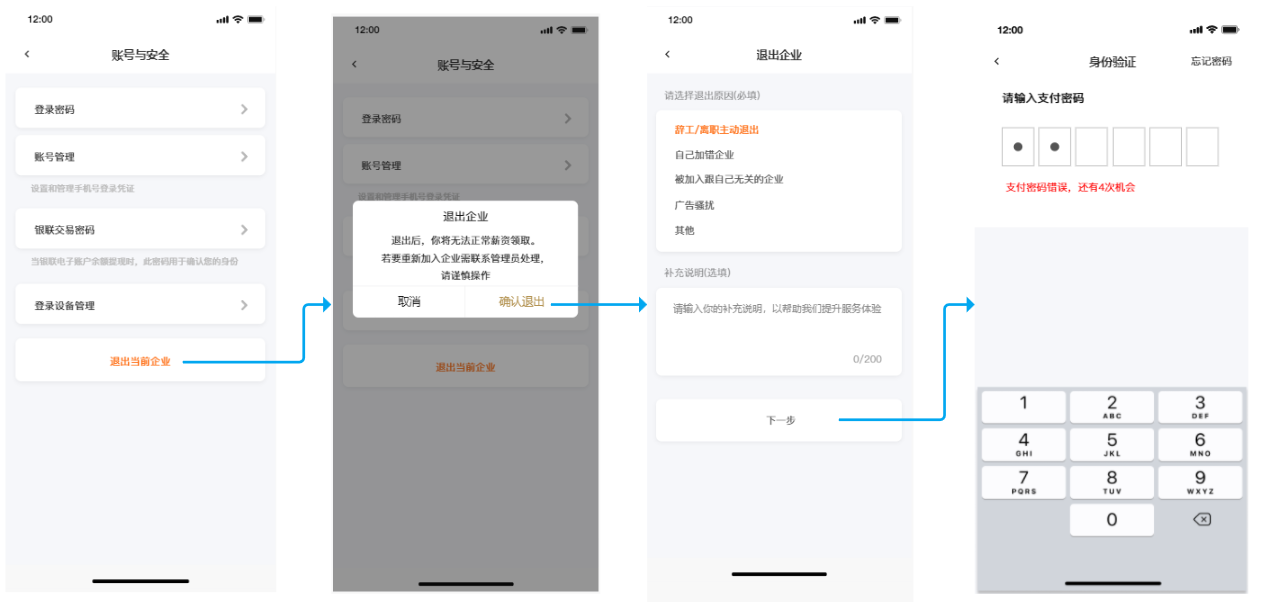 12:00
账号与安全
登录密码
账号管理
设置和管理手机号登录凭证
银联交易密码
当银联电子账户余额提现时，此密码用于确认您的身份
登录设备管理
退出当前企业
12:00
账号与安全
登录密码
账号管理
设置和管理手机号登录凭证
退出企业
退出后，你将无法正常薪资领取。
若要重新加入企业需联系管理员处理，
请谨慎操作
取消
确认退出
退出当前企业
12:00
退出企业
请选择退出原因(必填)
辞工/离职主动退出
自己加错企业
被加入跟自己无关的企业
广告骚扰
其他
补充说明(选填)
请输入你的补充说明，以帮助我们提升服务体验
0/200
下一步
12:00
身份验证
忘记密码
请输入支付密码
支付密码错误，还有4次机会
1
2
ABC
3
DEF
4
GHI
5
JKL
6
MNO
7
PQRS
8
TUV
9
WXYZ
0